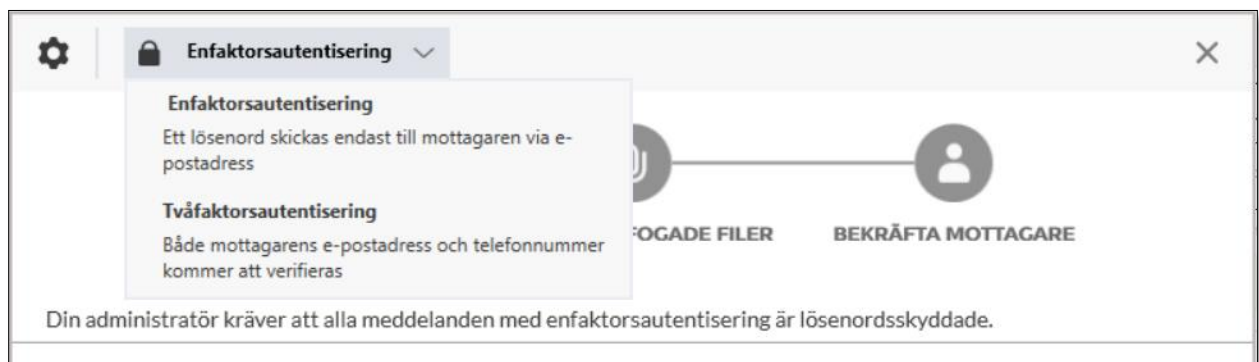 Enfaktorsautentisering
Enfaktorsautentisering
Ett lösenord skickas endast till mottagaren via e-
postadress
Tvåfaktorsautentisering
Både mottagarens e-postadress och telefonnummer
kommer att verifieras
FOGADE FILER
BEKRÄFTA MOTTAGARE
Din administratör kräver att alla meddelanden med enfaktorsautentisering är lösenordsskyddade.